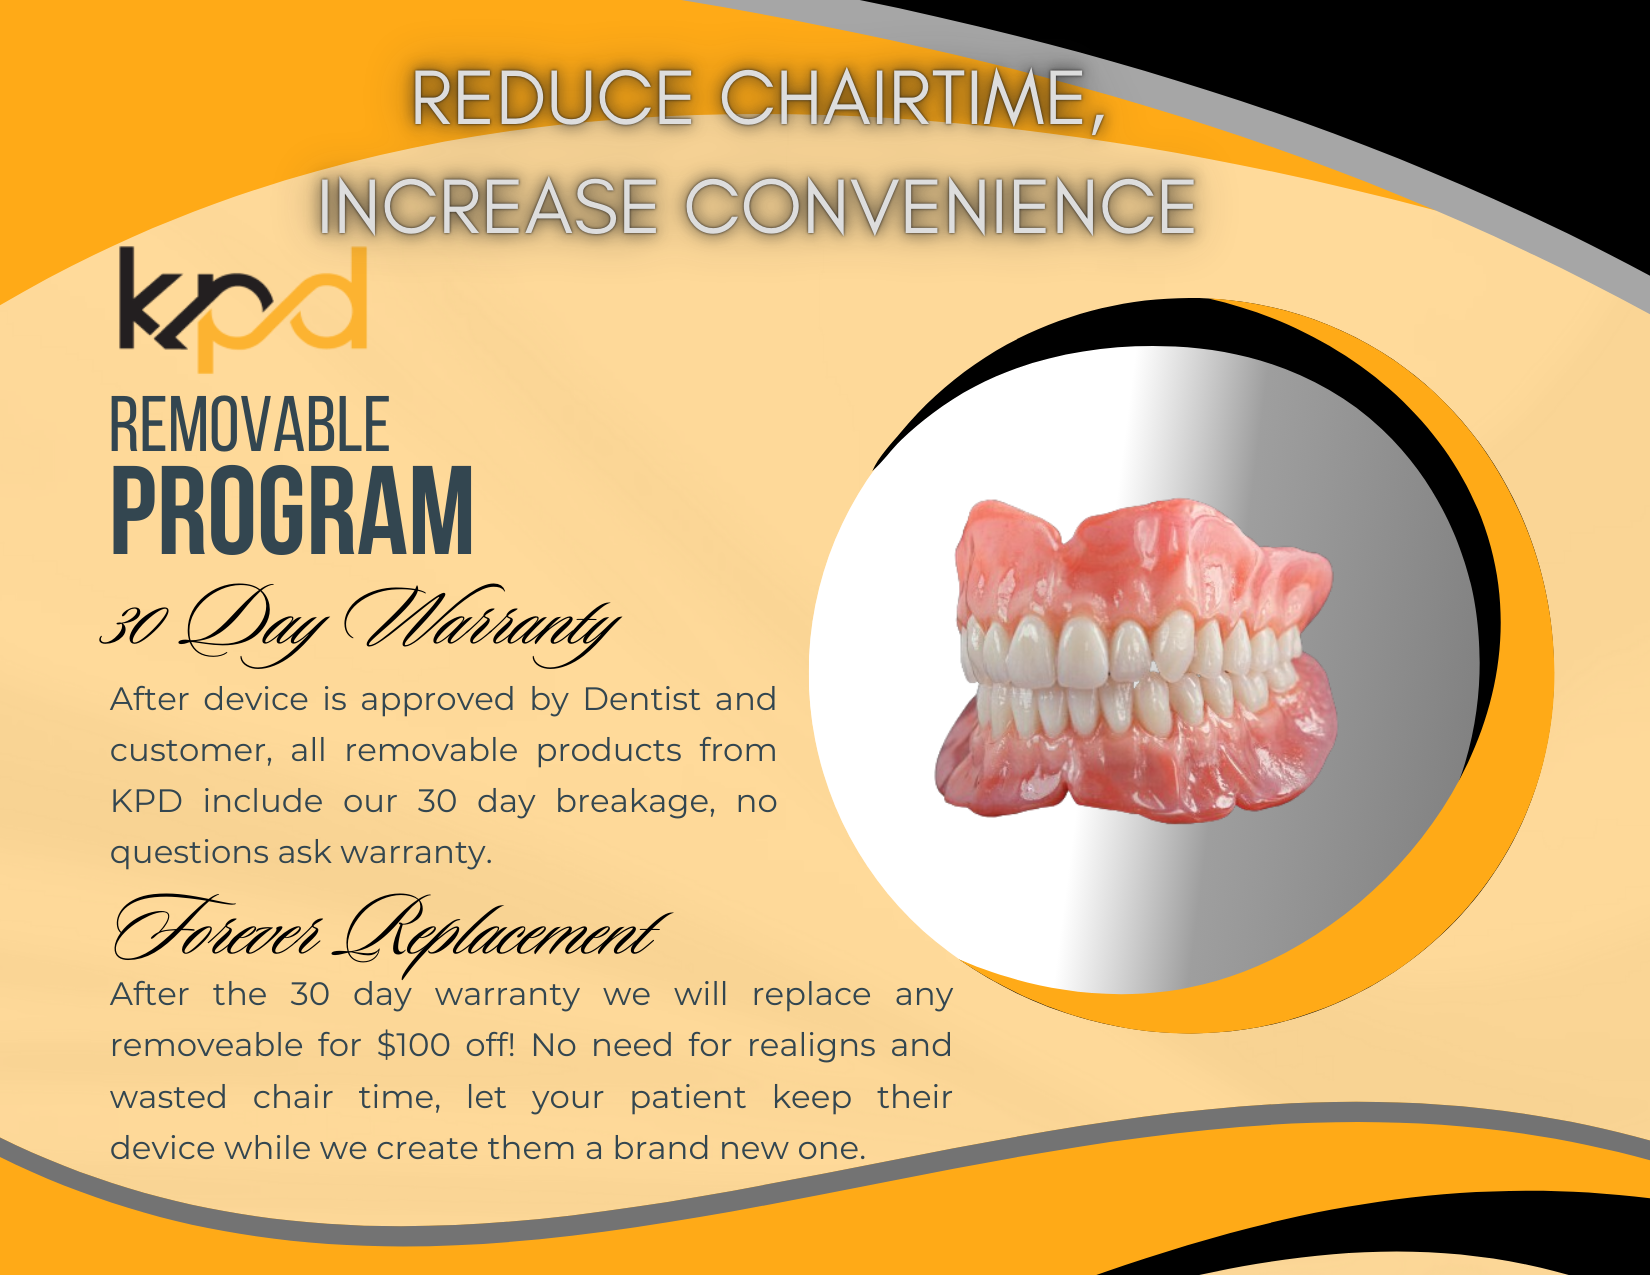 REDUCE CHAIRTIME,
INCREASE CONVENIENCE
kpd
REMOVABLE
PROGRAM
30 Day Warranty
After device is approved by Dentist and
customer, all removable products from
KPD include our 30 day breakage, no
questions ask warranty.
Forever Replacement
After the 30 day warranty we will replace any
removeable for $100 off! No need for realigns and
wasted chair time, let your patient keep their
device while we create them a brand new one.